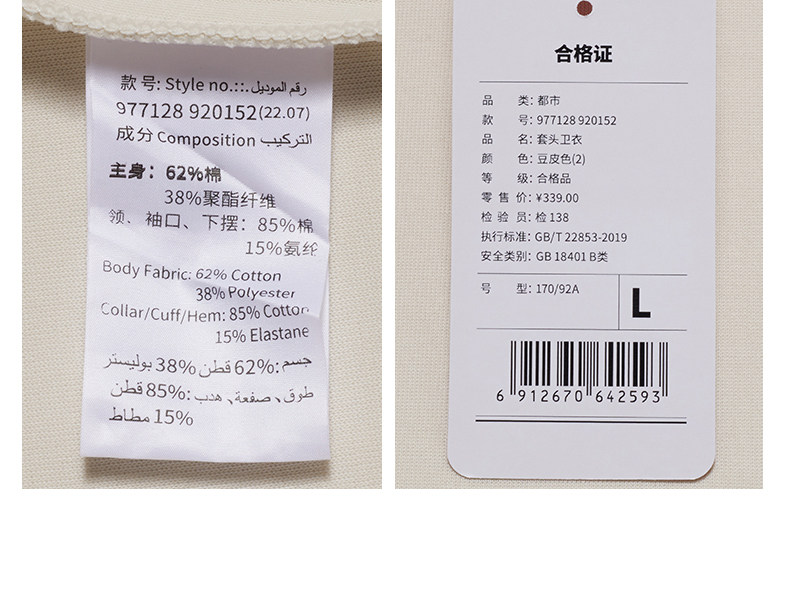 款 号: Style no.::.رقم الموديل
977128 920152(22.07)
成分 Composition التركيب
主身: 62%棉
38%聚酯纤维
领、袖口、下摆: 85%棉
15%氨纶
Body Fabric: 62% Cotton
38% Polyester
Collar/Cuff/Hem: 85% Cotton
15% Elastane
جسم: 62% قطن 38% بوليستر
طوق، صفعة، هدب: 85% قطن
15% مطاط
合格证
品 类: 都市
款 号: 977128 920152
品 名: 套头卫衣
颜 色: 豆皮色(2)
等 级: 合格品
零 售 价: ¥339.00
检 验 员: 检 138
执行标准: GB/T 22853-2019
安全类别: GB 18401 B类
号 型: 170/92A
L
6 912670 642593